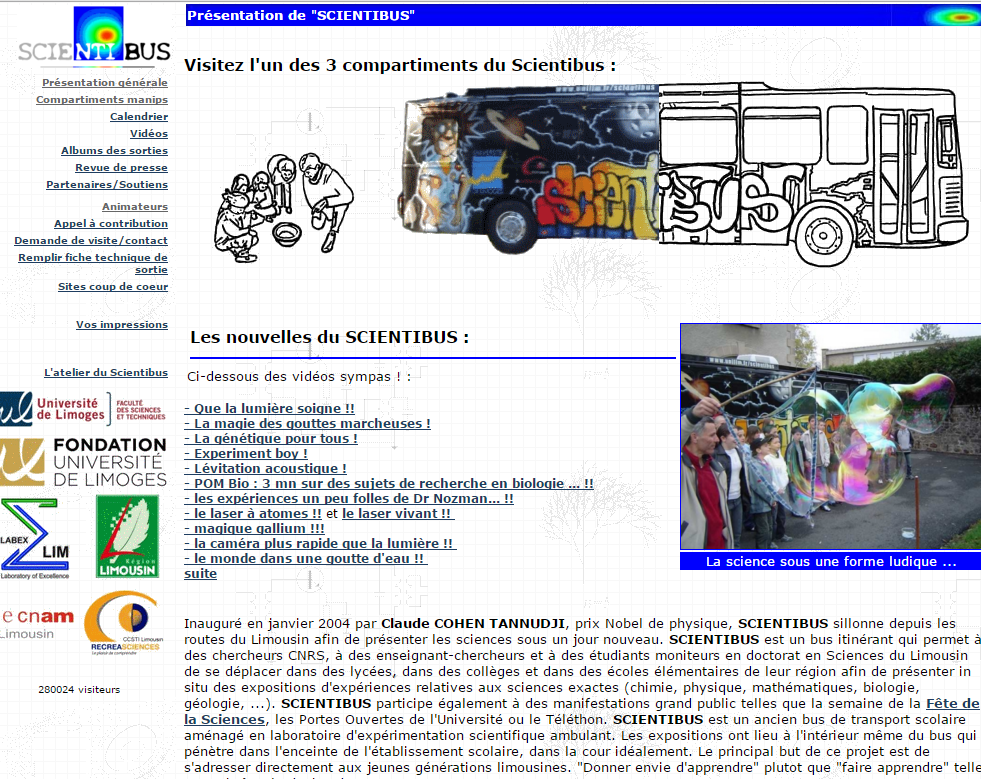 SCIENTIBUS
Présentation générale
Compartiments manips
Calendrier
Vidéos
Albums des sorties
Revue de presse
Partenaires/Soutiens
Animateurs
Appel à contribution
Demande de visite/contact
Remplir fiche technique de
sortie
Sites coup de coeur
Vos impressions
L'atelier du Scientibus
Université
de Limoges
FACULTÉ
DES SCIENCES
ET TECHNIQUES
FONDATION
UNIVERSITÉ
DE LIMOGES
LABEX
LIM
Laboratory of Excellence
Région
LIMOUSIN
e cnam
Limousin
CCSTI Limousin
RECREASCIENCES
Le plaisir de comprendre
280024 visiteurs
Présentation de "SCIENTIBUS"
Visitez l'un des 3 compartiments du Scientibus :
www.unilim.fr/scientibus
ScientiBUS
Les nouvelles du SCIENTIBUS :
Ci-dessous des vidéos sympas ! :
- Que la lumière soigne !!
- La magie des gouttes marcheuses !
- La génétique pour tous !
- Experiment boy !
- Lévitation acoustique !
- POM Bio : 3 mn sur des sujets de recherche en biologie ... !!
- les expériences un peu folles de Dr Nozman... !!
- le laser à atomes !! et le laser vivant !!
- magique gallium !!!
- la caméra plus rapide que la lumière !!
- le monde dans une goutte d'eau !!
suite
www.unilim.fr/scientibus
La science sous une forme ludique ...
Inauguré en janvier 2004 par Claude COHEN TANNUDJI, prix Nobel de physique, SCIENTIBUS sillonne depuis les
routes du Limousin afin de présenter les sciences sous un jour nouveau. SCIENTIBUS est un bus itinérant qui permet à
des chercheurs CNRS, à des enseignant-chercheurs et à des étudiants moniteurs en doctorat en Sciences du Limousin
de se déplacer dans des lycées, dans des collèges et dans des écoles élémentaires de leur région afin de présenter in
situ des expositions d'expériences relatives aux sciences exactes (chimie, physique, mathématiques, biologie,
géologie, ...). SCIENTIBUS participe également à des manifestations grand public telles que la semaine de la Fête de
la Sciences, les Portes Ouvertes de l'Université ou le Téléthon. SCIENTIBUS est un ancien bus de transport scolaire
aménagé en laboratoire d'expérimentation scientifique ambulant. Les expositions ont lieu à l'intérieur même du bus qui
pénètre dans l'enceinte de l'établissement scolaire, dans la cour idéalement. Le principal but de ce projet est de
s'adresser directement aux jeunes générations limousines. "Donner envie d'apprendre" plutot que "faire apprendre" telle